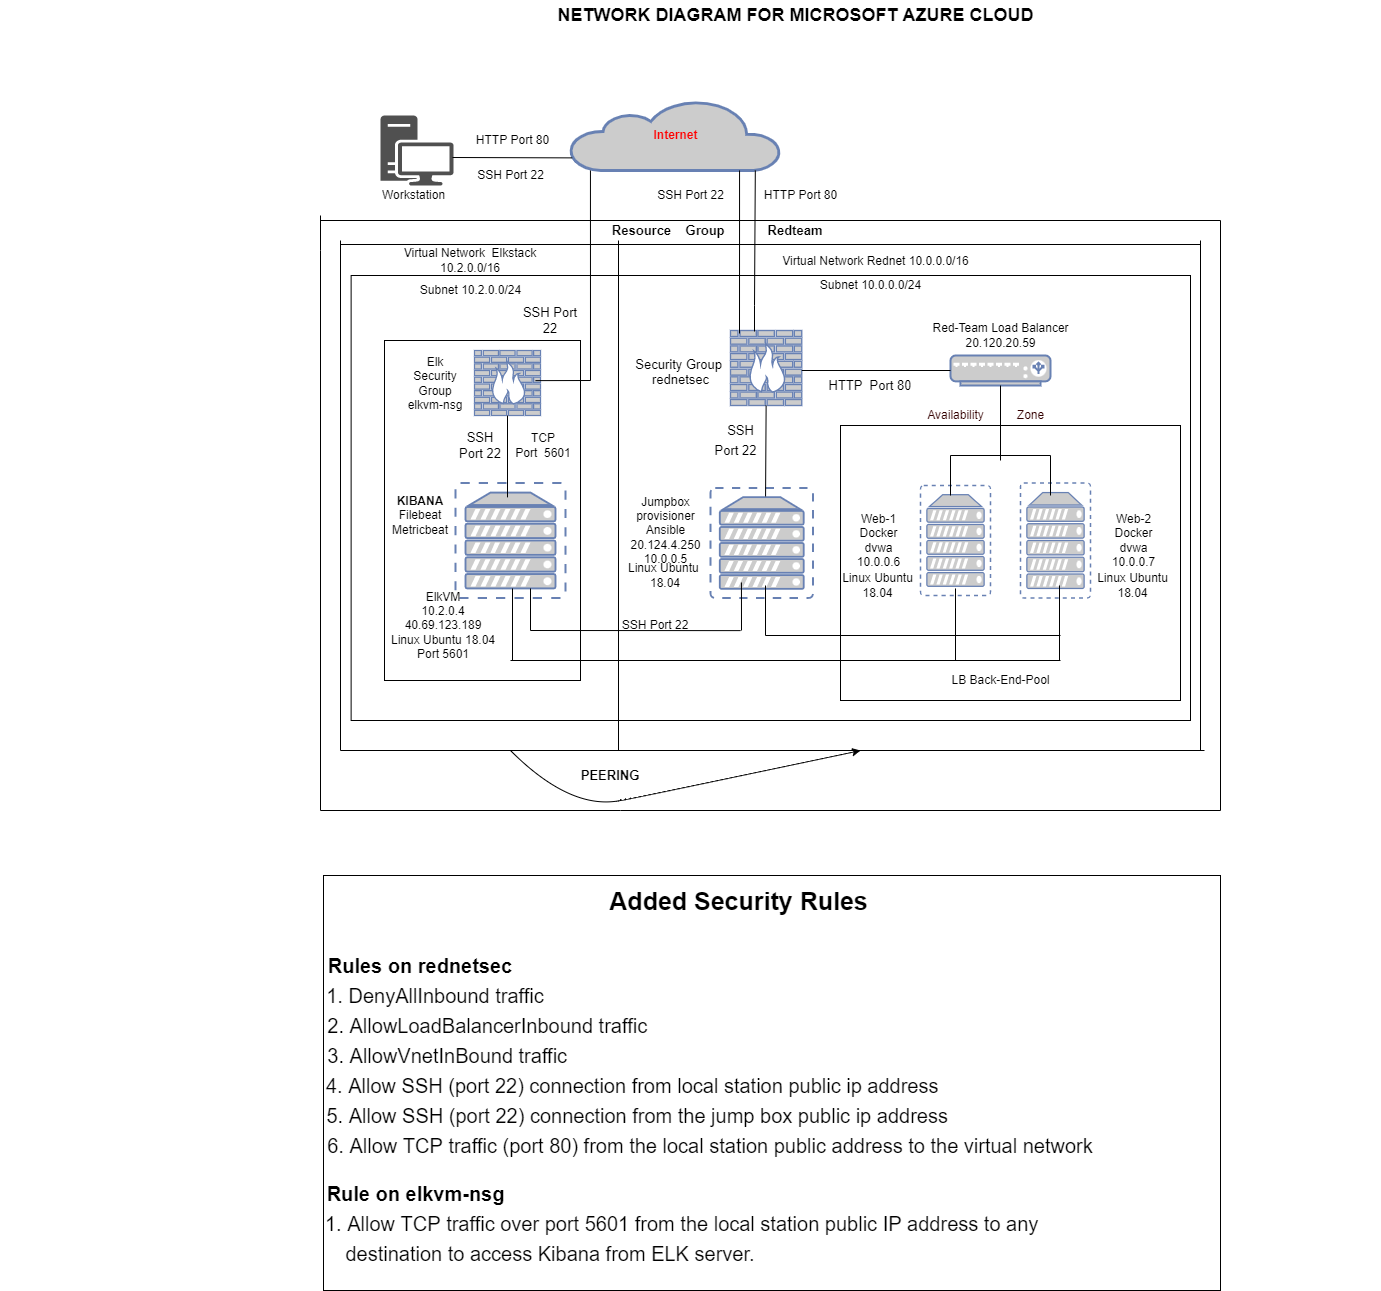 NETWORK DIAGRAM FOR MICROSOFT AZURE CLOUD
Internet
HTTP Port 80
SSH Port 22
Workstation
SSH Port 22
HTTP Port 80
Resource Group Redteam
Virtual Network Elkstack
10.2.0.0/16
Subnet 10.2.0.0/24
Virtual Network Rednet 10.0.0.0/16
Subnet 10.0.0.0/24
SSH Port
22
Elk
Security
Group
elkvm-nsg
SSH
Port 22
TCP
Port 5601
KIBANA
Filebeat
Metricbeat
ElkVM
10.2.0.4
40.69.123.189
Linux Ubuntu 18.04
Port 5601
Security Group
rednetsec
SSH
Port 22
Jumpbox
provisioner
Ansible
20.124.4.250
10.0.0.5
Linux Ubuntu
18.04
SSH Port 22
HTTP Port 80
Red-Team Load Balancer
20.120.20.59
Availability Zone
Web-1
Docker
dvwa
10.0.0.6
Linux Ubuntu
18.04
Web-2
Docker
dvwa
10.0.0.7
Linux Ubuntu
18.04
LB Back-End-Pool
PEERING
Added Security Rules
Rules on rednetsec
1. DenyAllInbound traffic
2. AllowLoadBalancerInbound traffic
3. AllowVnetInBound traffic
4. Allow SSH (port 22) connection from local station public ip address
5. Allow SSH (port 22) connection from the jump box public ip address
6. Allow TCP traffic (port 80) from the local station public address to the virtual network
Rule on elkvm-nsg
1. Allow TCP traffic over port 5601 from the local station public IP address to any
destination to access Kibana from ELK server.